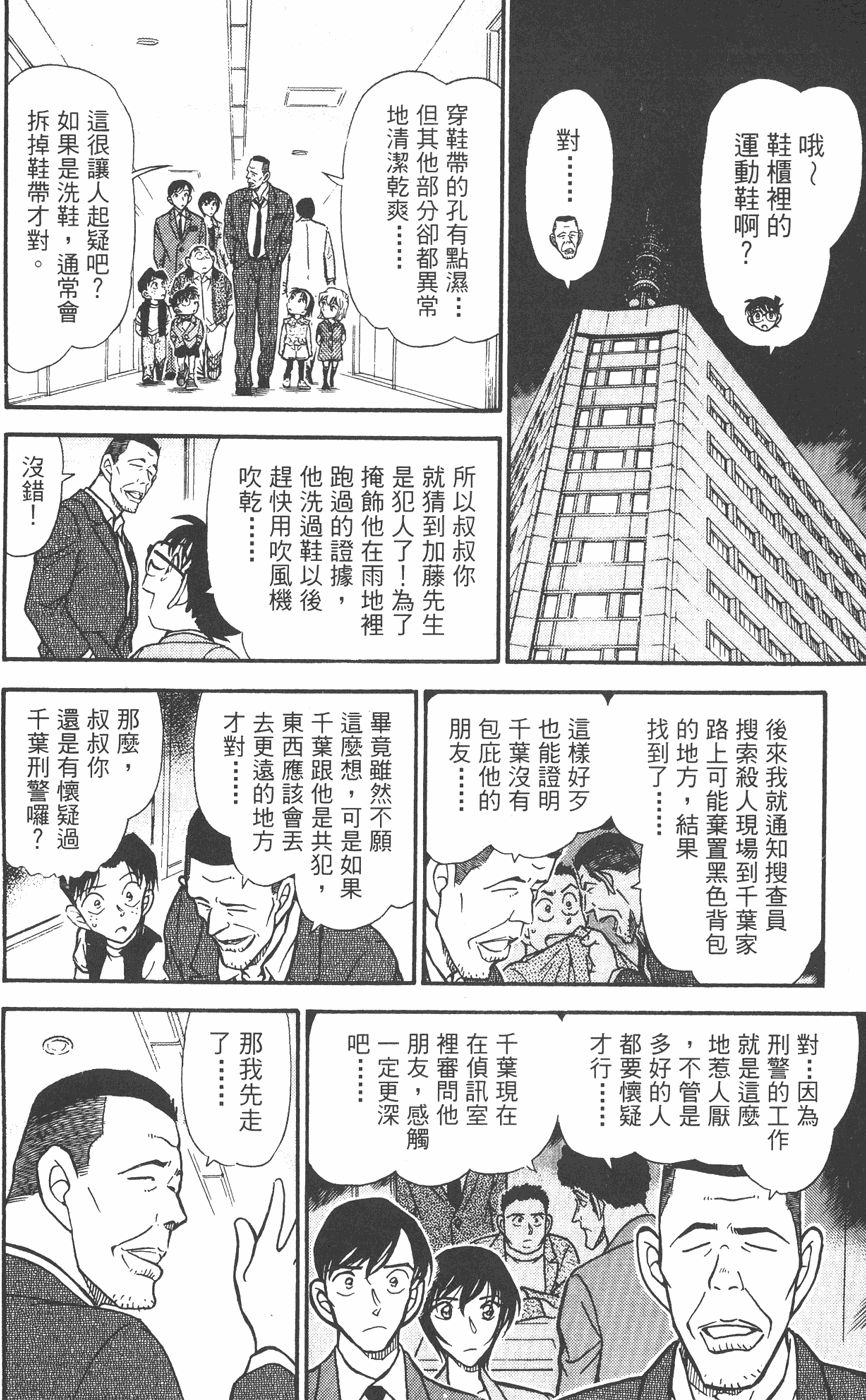 哦~
鞋櫃裡的
運動鞋啊？
對……
穿鞋帶的孔有點濕…
但其他部分卻都異常
地清潔乾爽……
這很讓人起疑吧？
如果是洗鞋，通常會
拆掉鞋帶才對。
所以叔叔你
就猜到加藤先生
是犯人了！為了
掩飾他在雨地裡
跑過的證據，
他洗過鞋以後
趕快用吹風機
吹乾……
沒錯！
後來我就通知搜查員
搜索殺人現場到千葉家
路上可能棄置黑色背包
的地方，結果
找到了……
這樣好歹
也能證明
千葉沒有
包庇他的
朋友……
畢竟雖然不願
這麼想，可是如果
千葉跟他是共犯，
東西應該會丟
去更遠的地方
才對……
那麼，
叔叔你
還是有懷疑過
千葉刑警囉？
對…因為
刑警的工作
就是這麼
地惹人厭
，不管是
多好的人
都要懷疑
才行……
千葉現在
在偵訊室
裡審問他
朋友，感觸
一定更深
吧……
那我先走
了……